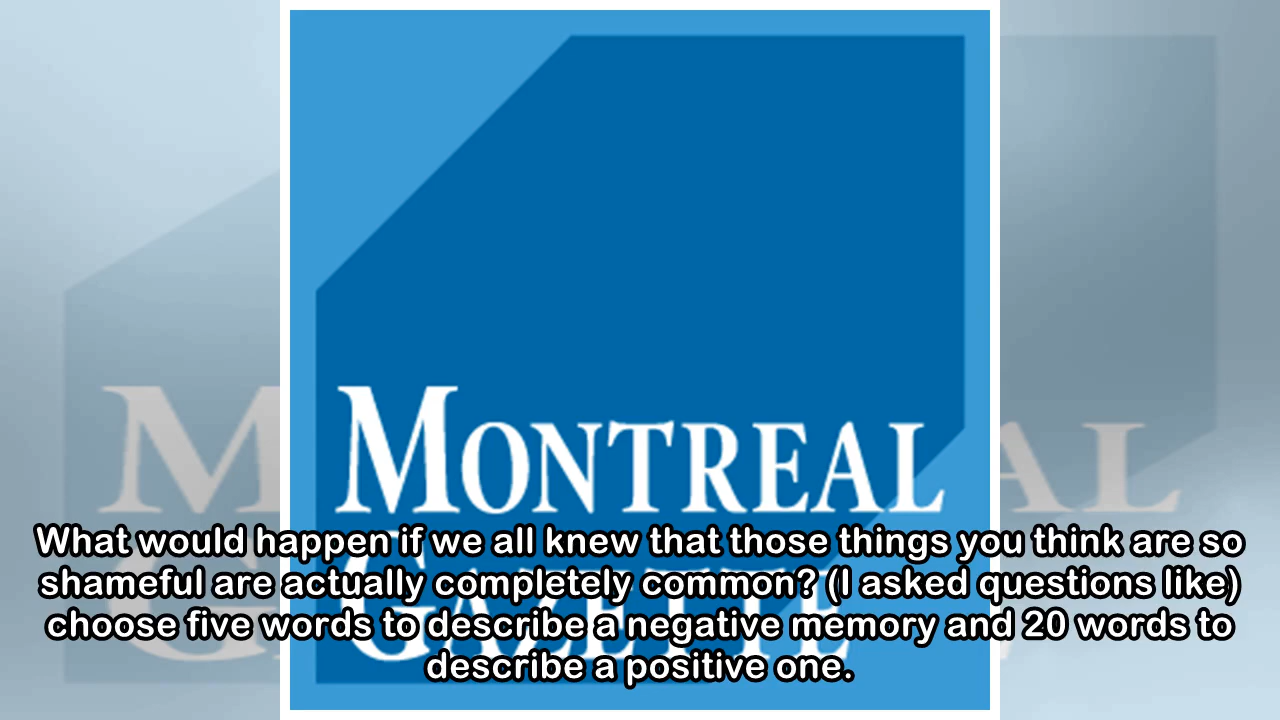 MONTREAL
GAZETTE
What would happen if we all knew that those things you think are so
shameful are actually completely common? (I asked questions like)
choose five words to describe a negative memory and 20 words to
describe a positive one.